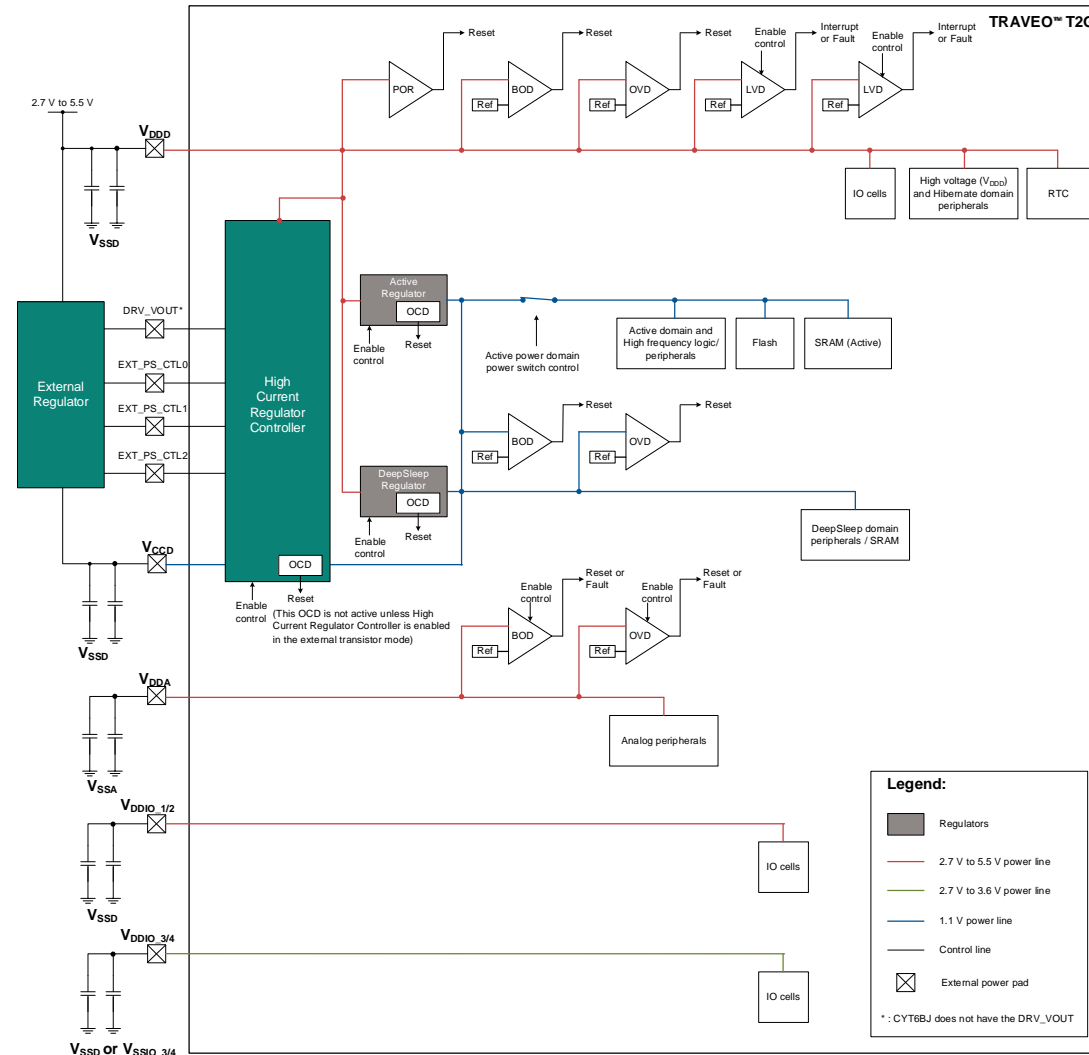 TRAVEO™ T2G
2.7 V to 5.5 V
VDDD
VSSD
POR
Reset
BOD
Ref
Reset
OVD
Ref
Reset
Enable
control
LVD
Ref
Interrupt
or Fault
Enable
control
LVD
Ref
Interrupt
or Fault
IO cells
High voltage (VDDD)
and Hibernate domain
peripherals
RTC
External
Regulator
DRV_VOUT*
EXT_PS_CTL0
EXT_PS_CTL1
EXT_PS_CTL2
High
Current
Regulator
Controller
OCD
Enable
control
Reset
(This OCD is not active unless High
Current Regulator Controller is enabled
in the external transistor mode)
Active
Regulator
OCD
Enable
control
Reset
Active power domain
power switch control
Active domain and
High frequency logic/
peripherals
Flash
SRAM (Active)
BOD
Ref
Reset
OVD
Ref
Reset
DeepSleep
Regulator
OCD
Enable
control
Reset
DeepSleep domain
peripherals / SRAM
VCCD
VSSD
Enable
control
BOD
Ref
Reset or
Fault
Enable
control
OVD
Ref
Reset or
Fault
VDDA
VSSA
Analog peripherals
VDDIO_1/2
VSSD
IO cells
VDDIO_3/4
VSSD or VSSIO_3/4
IO cells
Legend:
Regulators
2.7 V to 5.5 V power line
2.7 V to 3.6 V power line
1.1 V power line
Control line
External power pad
* : CYT6BJ does not have the DRV_VOUT